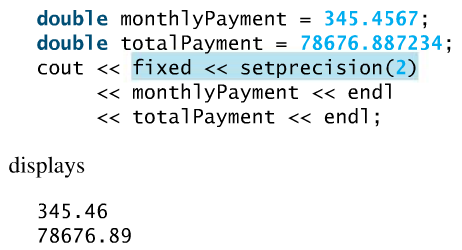 double monthlyPayment = 345.4567;
double totalPayment = 78676.887234;
cout << fixed << setprecision(2)
<< monthlyPayment << endl
<< totalPayment << endl;
displays
345.46
78676.89